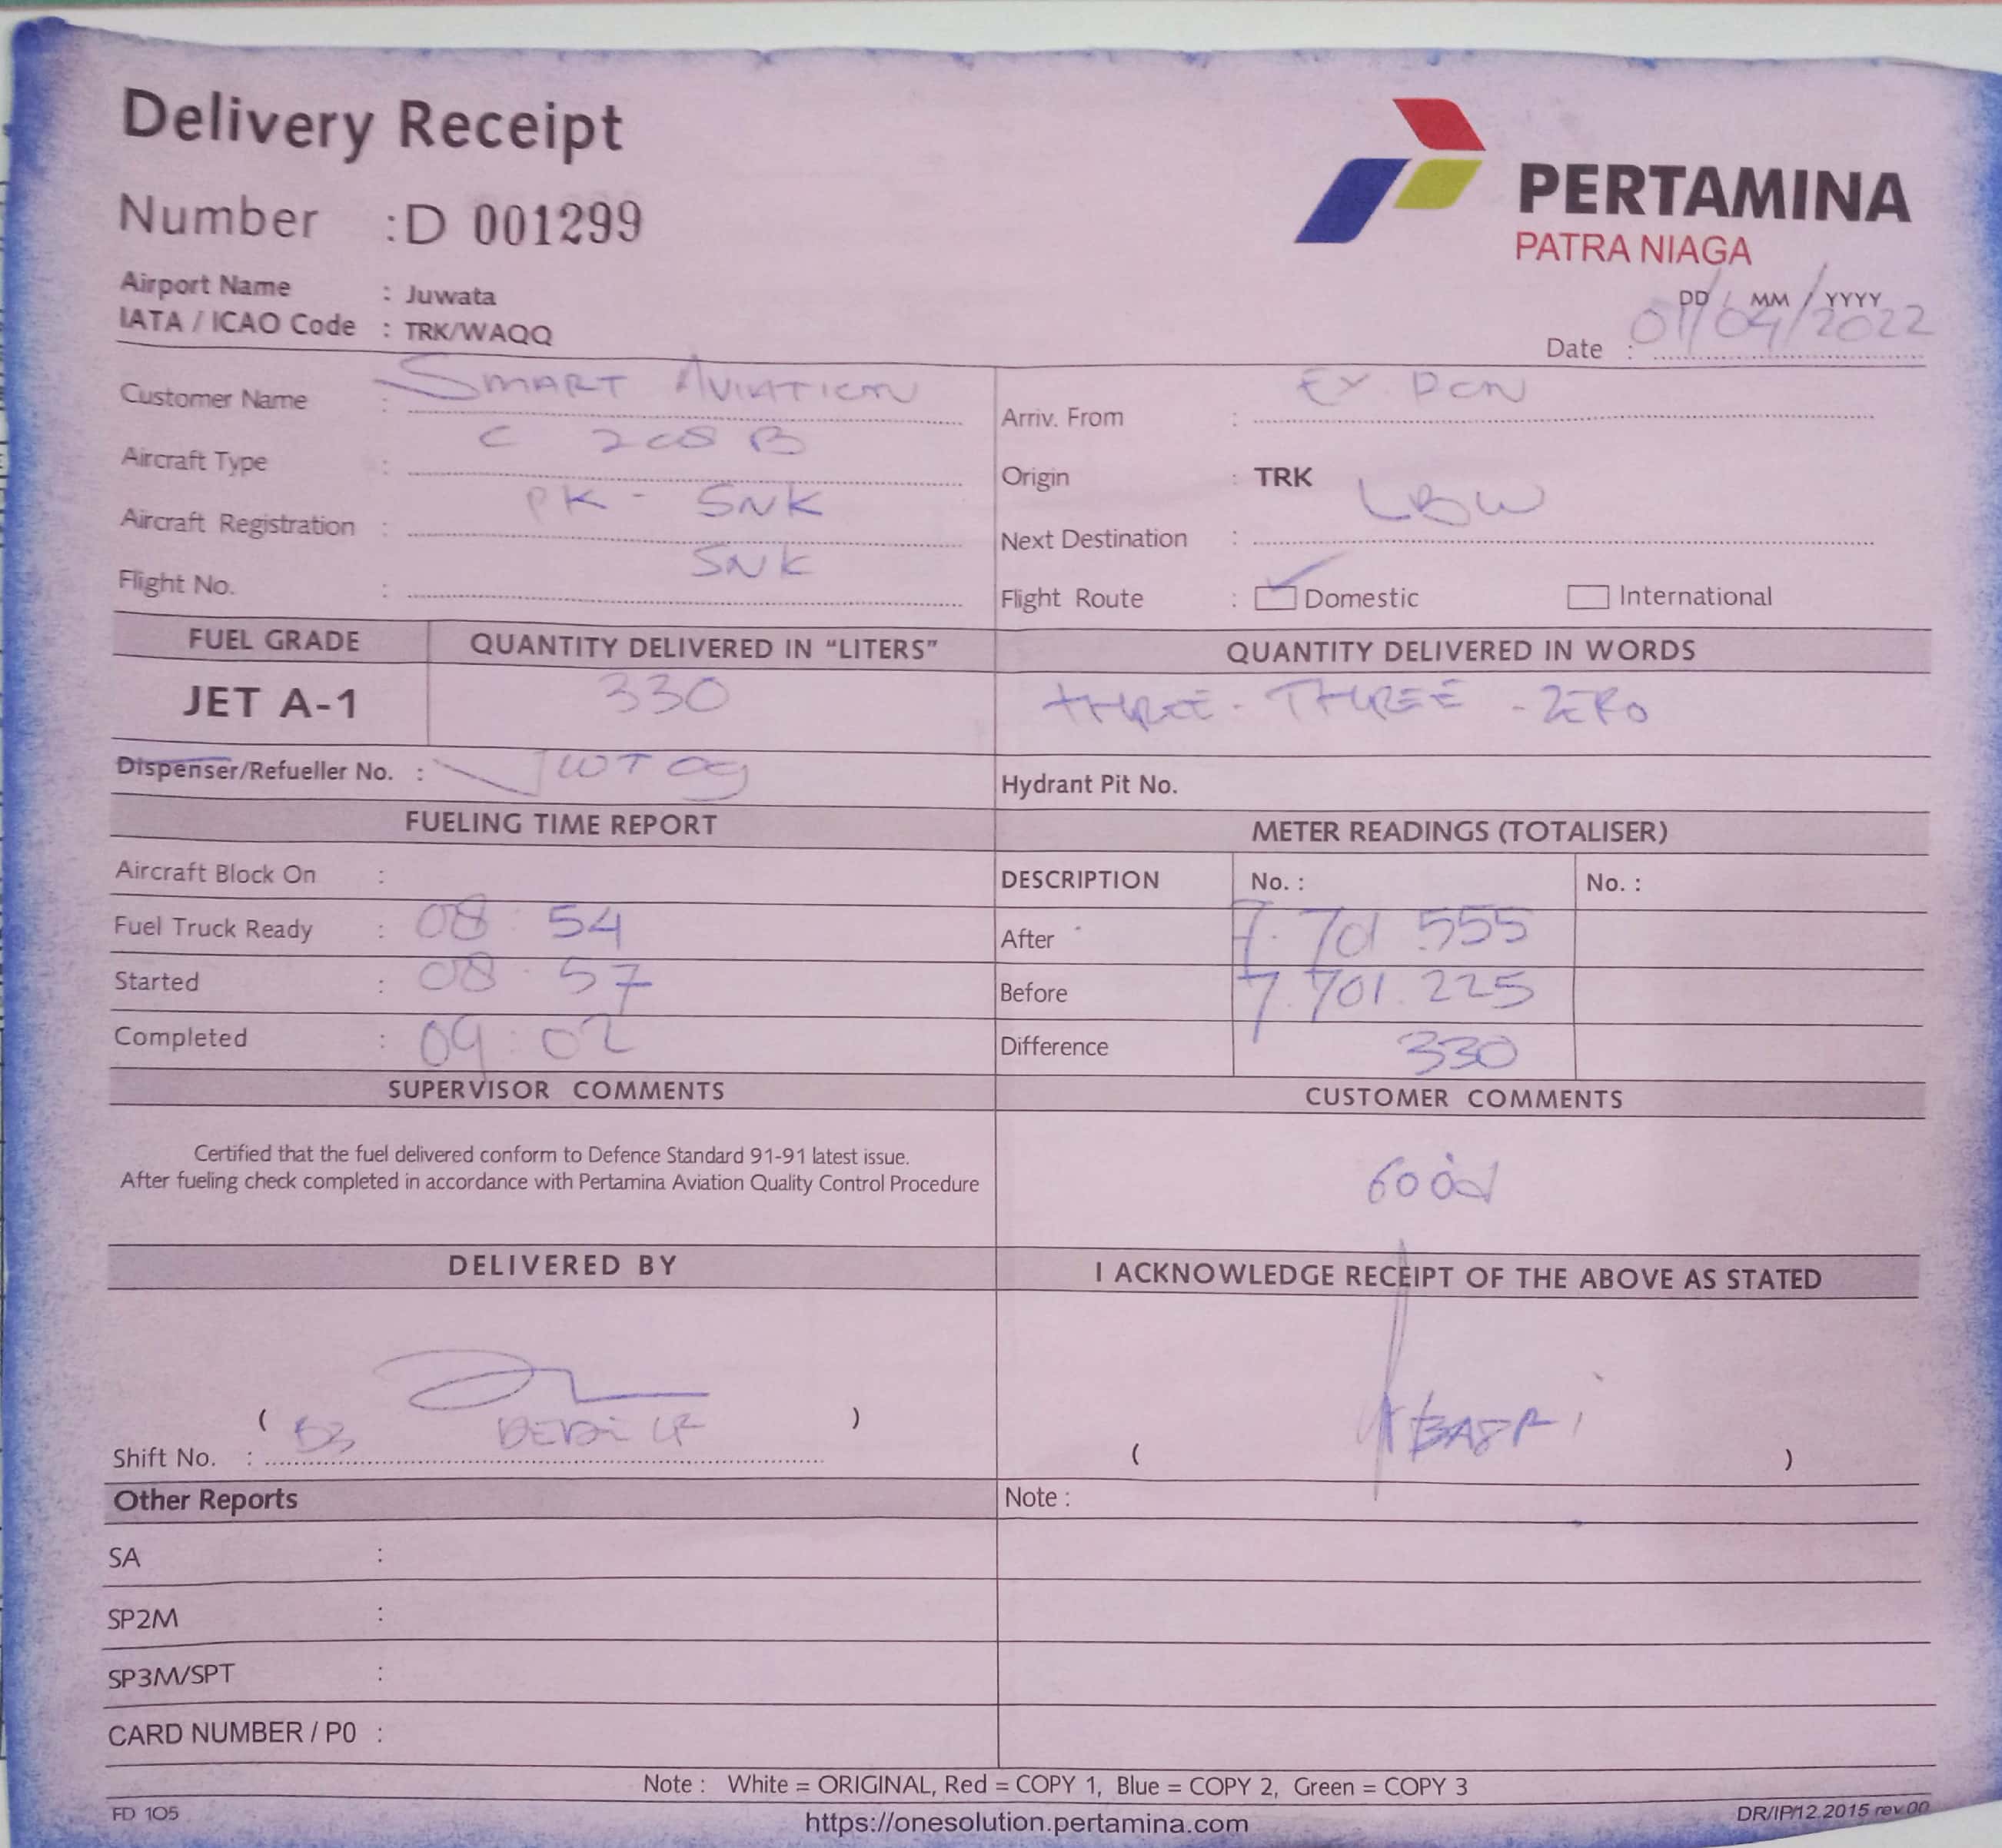 Delivery Receipt
Number : D 001299
PERTAMINA
PATRA NIAGA
Airport Name : Juwata
IATA / ICAO Code : TRK/WAQQ
DD / MM / YYYY
Date : 01/04/2022
Customer Name : SMART AVIATION
Arriv. From : EX. DCN
Aircraft Type : C 208 B
Origin : TRK
Aircraft Registration : PK - SNK
Next Destination : LBW
Flight No. : SNK
Flight Route : Domestic International
FUEL GRADE QUANTITY DELIVERED IN "LITERS" QUANTITY DELIVERED IN WORDS
JET A-1 330 THREE - THREE - ZERO
Dispenser/Refueller No. : JWT 09
Hydrant Pit No.
FUELING TIME REPORT METER READINGS (TOTALISER)
Aircraft Block On : DESCRIPTION No. : No. :
Fuel Truck Ready : 08 54 After 7.701.555
Started : 08 57 Before 7.701.225
Completed : 09:02 Difference 330
SUPERVISOR COMMENTS CUSTOMER COMMENTS
Certified that the fuel delivered conform to Defence Standard 91-91 latest issue.
After fueling check completed in accordance with Pertamina Aviation Quality Control Procedure
Good
DELIVERED BY I ACKNOWLEDGE RECEIPT OF THE ABOVE AS STATED
( )
Shift No. : DEDI
( )
Other Reports Note :
SA :
SP2M :
SP3M/SPT :
CARD NUMBER / P0 :
Note : White = ORIGINAL, Red = COPY 1, Blue = COPY 2, Green = COPY 3
FD 105 https://onesolution.pertamina.com DR/IP/12.2015 rev.00